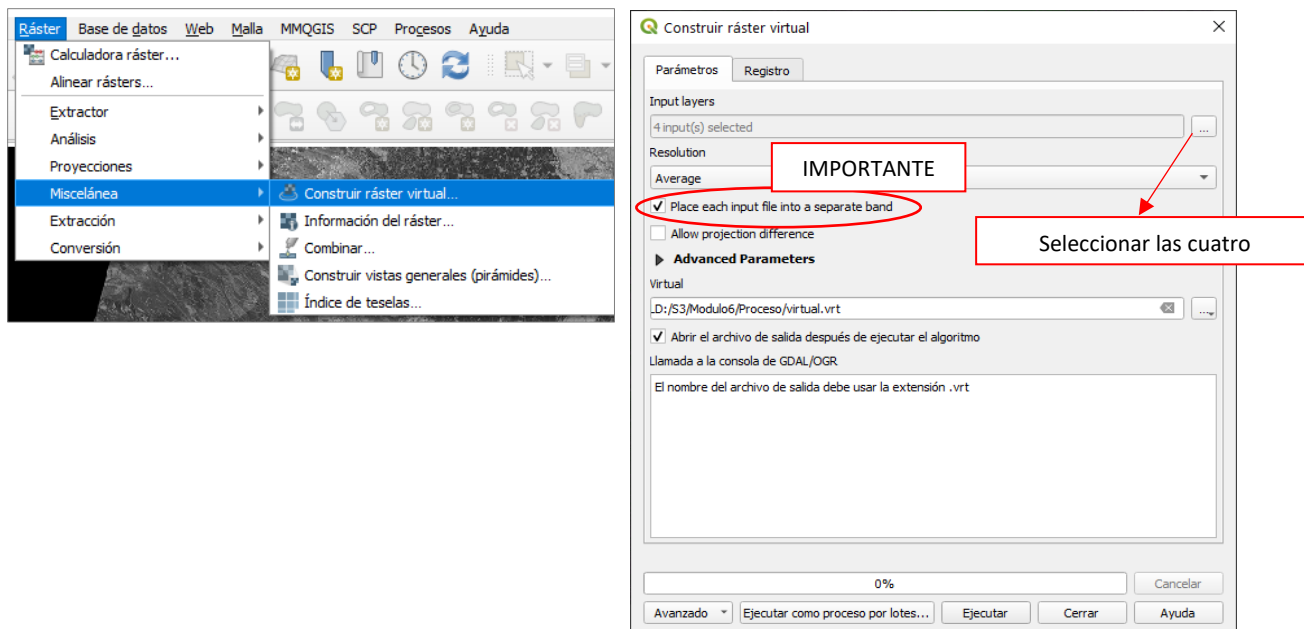 Ráster Base de datos Web Malla MMQGIS SCP Procesos Ayuda
Calculadora ráster...
Alinear rásters...
Extractor
Análisis
Proyecciones
Miscelánea
Extracción
Conversión
Construir ráster virtual...
Información del ráster...
Combinar...
Construir vistas generales (pirámides)...
Índice de teselas...
Construir ráster virtual
Parámetros Registro
Input layers
4 input(s) selected
...
Resolution
Average
IMPORTANTE
Place each input file into a separate band
Allow projection difference
Seleccionar las cuatro
Advanced Parameters
Virtual
.D:/S3/Modulo6/Proceso/virtual.vrt
...
Abrir el archivo de salida después de ejecutar el algoritmo
Llamada a la consola de GDAL/OGR
El nombre del archivo de salida debe usar la extensión .vrt
0% Cancelar
Avanzado Ejecutar como proceso por lotes... Ejecutar Cerrar Ayuda